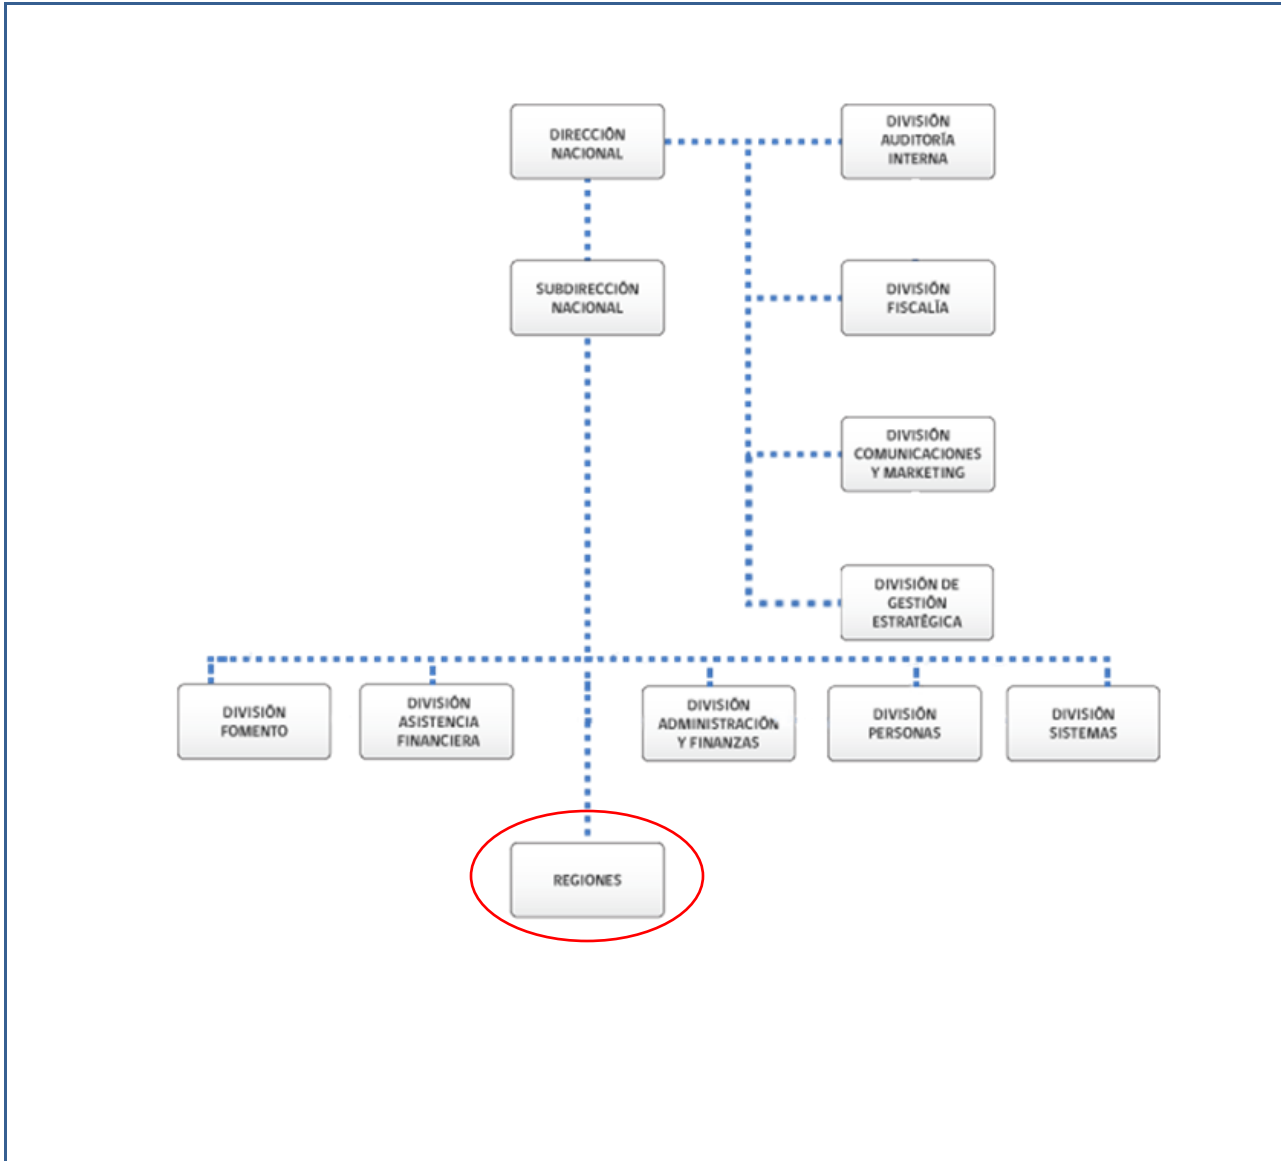 DIRECCIÓN
NACIONAL
DIVISIÓN
AUDITORÍA
INTERNA
SUBDIRECCIÓN
NACIONAL
DIVISIÓN
FISCALÍA
DIVISIÓN
COMUNICACIONES
Y MARKETING
DIVISIÓN DE
GESTIÓN
ESTRATÉGICA
DIVISIÓN
FOMENTO
DIVISIÓN
ASISTENCIA
FINANCIERA
DIVISIÓN
ADMINISTRACIÓN
Y FINANZAS
DIVISIÓN
PERSONAS
DIVISIÓN
SISTEMAS
REGIONES